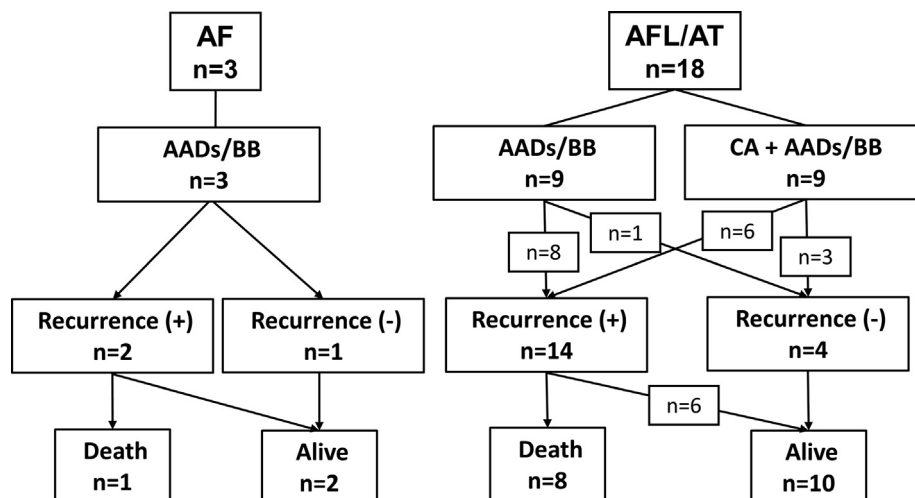 AF
n=3
AFL/AT
n=18
AADs/BB
n=3
AADs/BB
n=9
CA + AADs/BB
n=9
n=8
n=1
n=6
n=3
Recurrence (+)
n=2
Recurrence (-)
n=1
Recurrence (+)
n=14
Recurrence (-)
n=4
n=6
Death
n=1
Alive
n=2
Death
n=8
Alive
n=10